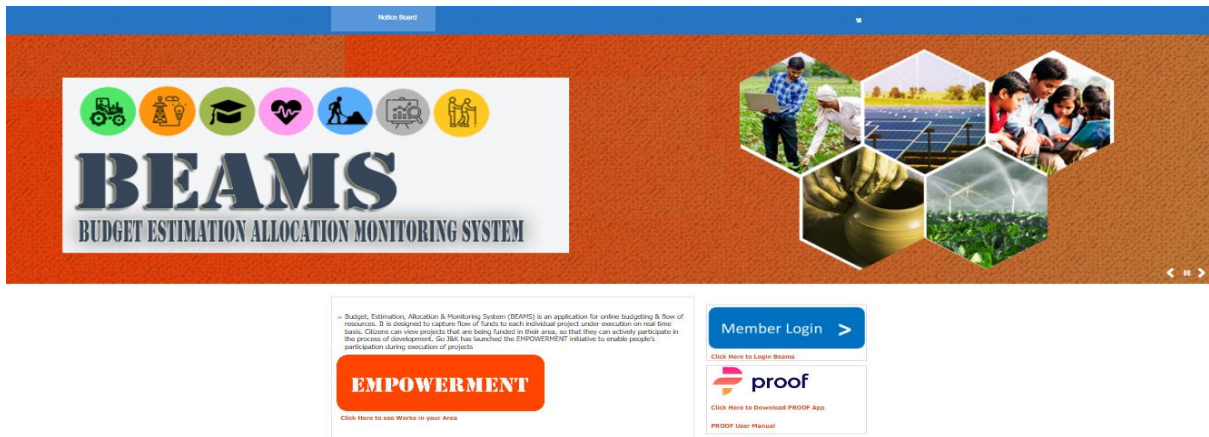 Notice Board
BEAMS
BUDGET ESTIMATION ALLOCATION MONITORING SYSTEM
Budget, Estimation, Allocation & Monitoring System (BEAMS) is an application for online budgeting & flow of
resources. It is designed to capture flow of funds to each individual project under execution on real time
basis. Citizens can view projects that are being funded in their area, so that they can actively participate in
the process of development. Go J&K has launched the EMPOWERMENT initiative to enable people's
participation during execution of projects
EMPOWERMENT
Click Here to see Works in your Area
Member Login >
Click Here to Login Beams
proof
Click Here to Download PROOF App
PROOF User Manual